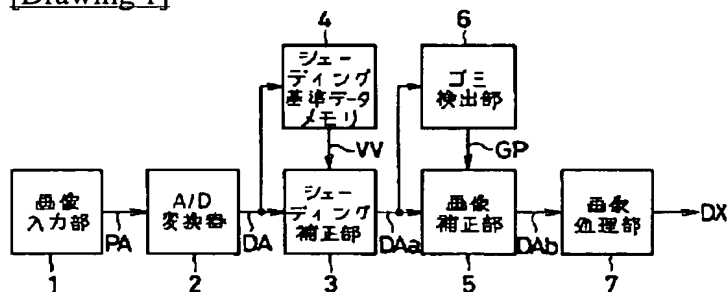 [Drawing 1]
4
6
シェー
ディング
基準データ
メモリ
ゴミ
検出部
VV
GP
画像
入力部
PA
A/D
変換器
DA
シェー
ディング
補正部
DAa
画像
補正部
DAb
画像
処理部
DX
1
2
3
5
7